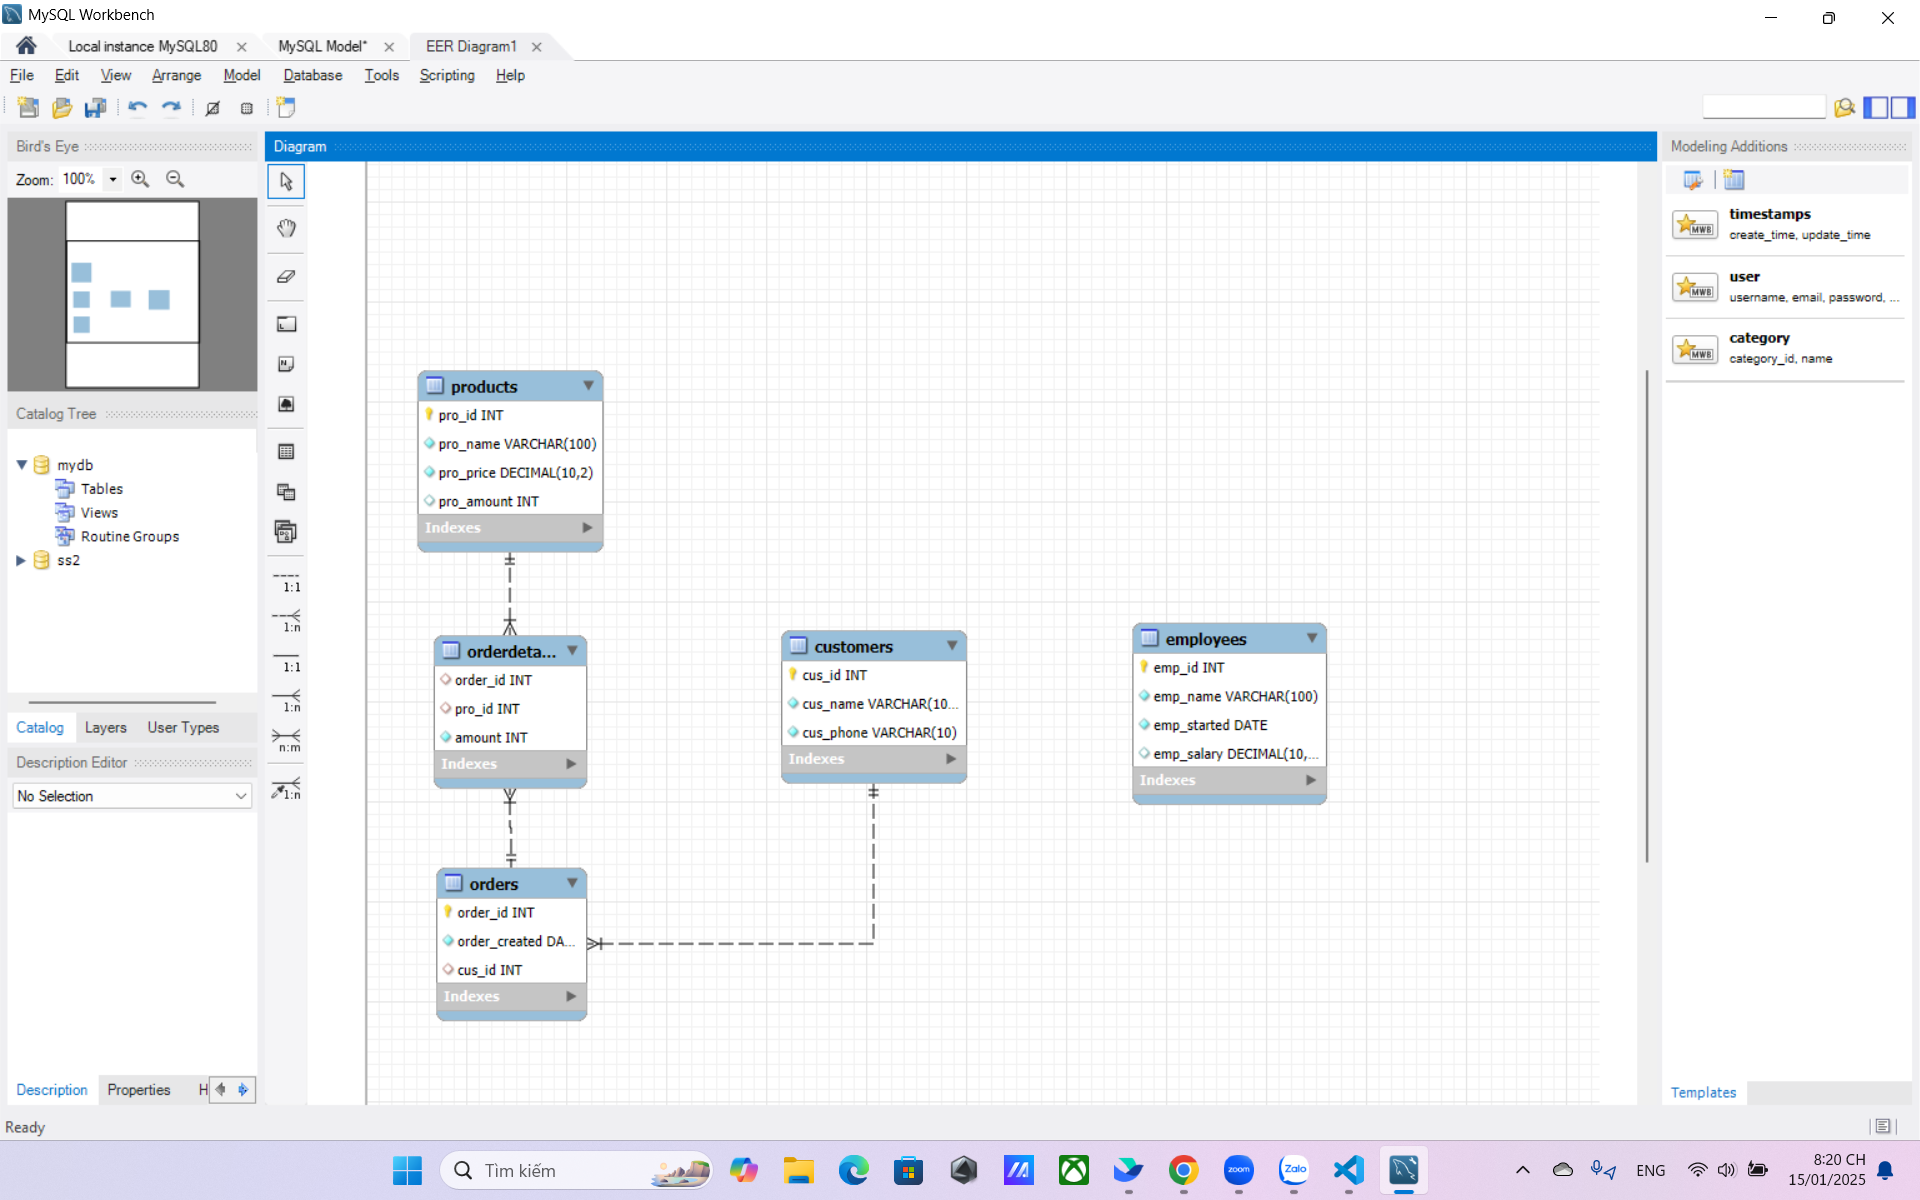 MySQL Workbench
Local instance MySQL80
MySQL Model*
EER Diagram1
File Edit View Arrange Model Database Tools Scripting Help
Bird's Eye
Zoom: 100%
Catalog Tree
mydb
Tables
Views
Routine Groups
ss2
Catalog Layers User Types
Description Editor
No Selection
Description Properties H
Ready
Diagram
1:1
1:n
1:1
1:n
n:m
1:n
products
pro_id INT
pro_name VARCHAR(100)
pro_price DECIMAL(10,2)
pro_amount INT
Indexes
orderdeta...
order_id INT
pro_id INT
amount INT
Indexes
orders
order_id INT
order_created DA...
cus_id INT
Indexes
customers
cus_id INT
cus_name VARCHAR(10...
cus_phone VARCHAR(10)
Indexes
employees
emp_id INT
emp_name VARCHAR(100)
emp_started DATE
emp_salary DECIMAL(10,...
Indexes
Modeling Additions
MWB
timestamps
create_time, update_time
MWB
user
username, email, password, ...
MWB
category
category_id, name
Templates
Tìm kiếm
zoom
Zalo
ENG
8:20 CH
15/01/2025